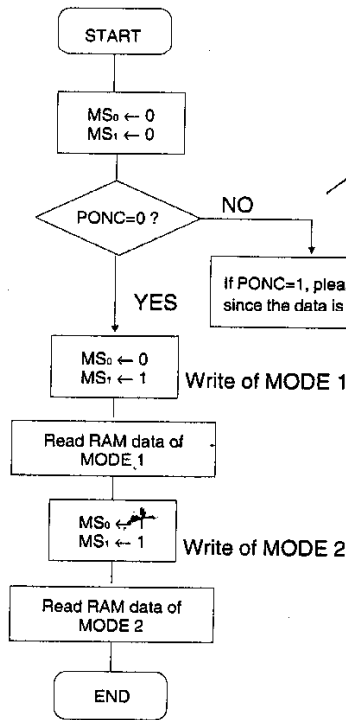 START
MS₀ ← 0
MS₁ ← 0
PONC=0 ?
NO
If PONC=1, plea
since the data is
YES
MS₀ ← 0
MS₁ ← 1
Write of MODE 1
Read RAM data of
MODE 1
MS₀ ← 1
MS₁ ← 1
Write of MODE 2
Read RAM data of
MODE 2
END